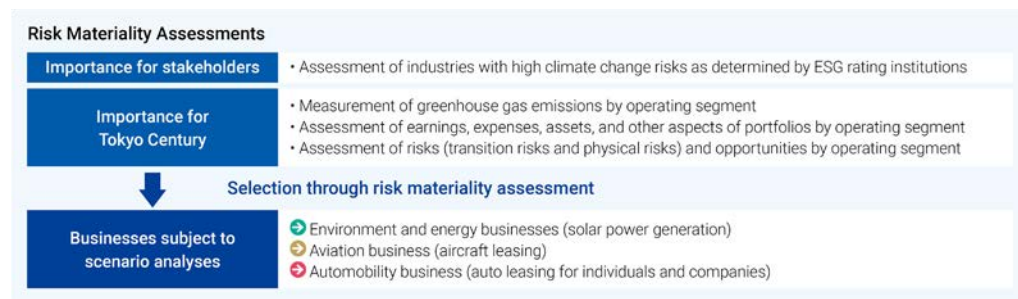 Risk Materiality Assessments
Importance for stakeholders
• Assessment of industries with high climate change risks as determined by ESG rating institutions
Importance for
Tokyo Century
• Measurement of greenhouse gas emissions by operating segment
• Assessment of earnings, expenses, assets, and other aspects of portfolios by operating segment
• Assessment of risks (transition risks and physical risks) and opportunities by operating segment
Selection through risk materiality assessment
Businesses subject to
scenario analyses
Environment and energy businesses (solar power generation)
Aviation business (aircraft leasing)
Automobility business (auto leasing for individuals and companies)